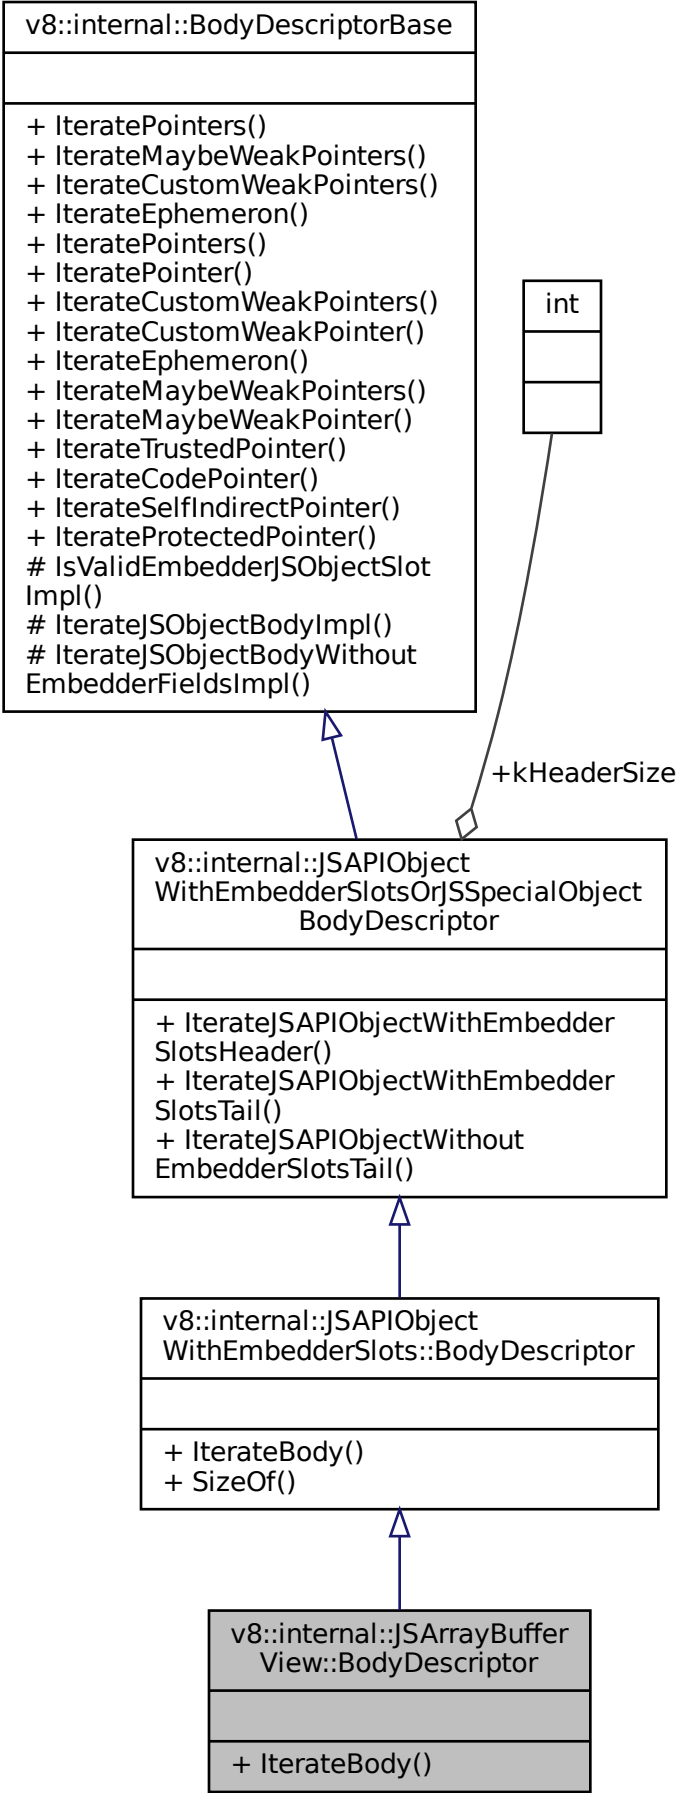 v8::internal::BodyDescriptorBase
+ IteratePointers()
+ IterateMaybeWeakPointers()
+ IterateCustomWeakPointers()
+ IterateEphemeron()
+ IteratePointers()
+ IteratePointer()
+ IterateCustomWeakPointers()
+ IterateCustomWeakPointer()
+ IterateEphemeron()
+ IterateMaybeWeakPointers()
+ IterateMaybeWeakPointer()
+ IterateTrustedPointer()
+ IterateCodePointer()
+ IterateSelfIndirectPointer()
+ IterateProtectedPointer()
# IsValidEmbedderJSObjectSlot
Impl()
# IterateJSObjectBodyImpl()
# IterateJSObjectBodyWithout
EmbedderFieldsImpl()
int
+kHeaderSize
v8::internal::JSAPIObject
WithEmbedderSlotsOrJSSpecialObject
BodyDescriptor
+ IterateJSAPIObjectWithEmbedder
SlotsHeader()
+ IterateJSAPIObjectWithEmbedder
SlotsTail()
+ IterateJSAPIObjectWithout
EmbedderSlotsTail()
v8::internal::JSAPIObject
WithEmbedderSlots::BodyDescriptor
+ IterateBody()
+ SizeOf()
v8::internal::JSArrayBuffer
View::BodyDescriptor
+ IterateBody()